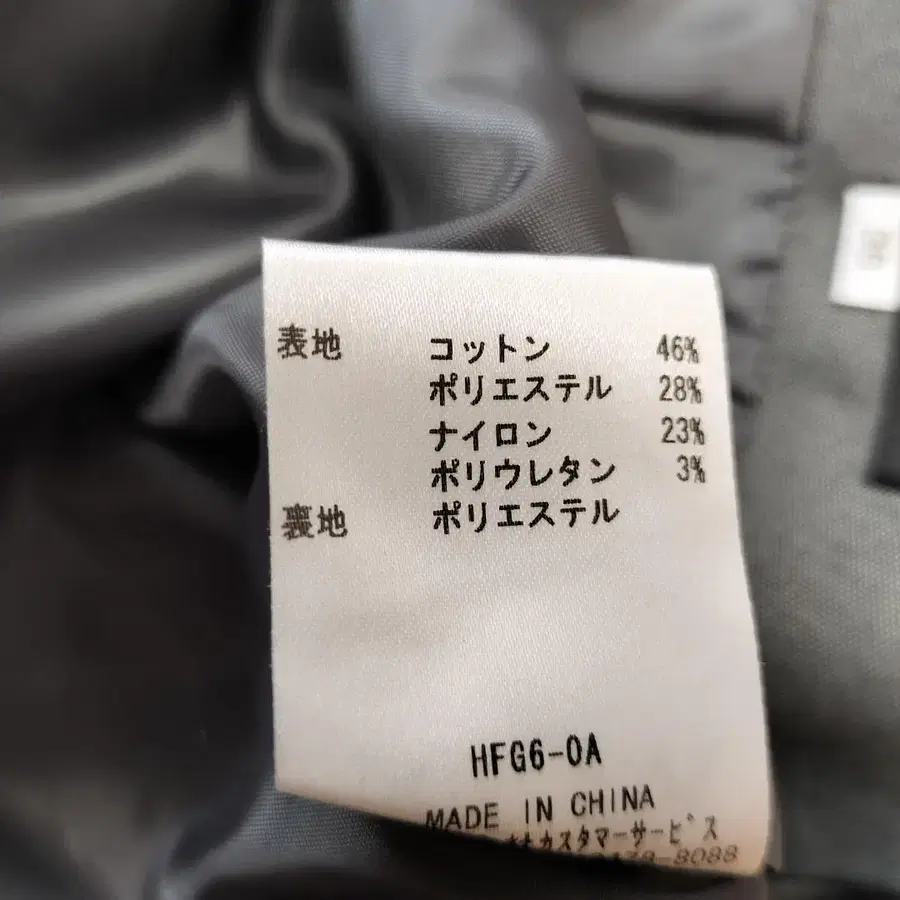 表地 コットン 46%
ポリエステル 28%
ナイロン 23%
ポリウレタン 3%
裏地 ポリエステル
HFG6-0A
MADE IN CHINA
カスタマーサービス
-8088